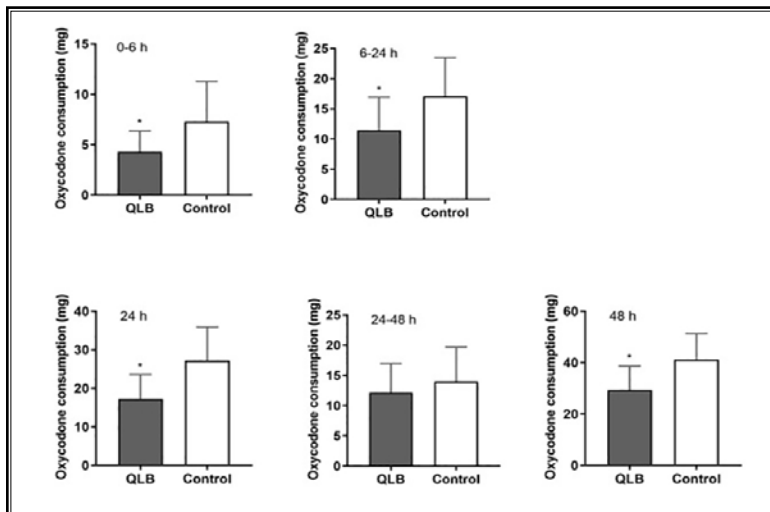 Oxycodone consumption (mg)
0-6 h
15
10
5
0
*
QLB Control
Oxycodone consumption (mg)
6-24 h
25
20
15
10
5
0
*
QLB Control
Oxycodone consumption (mg)
24 h
40
30
20
10
0
*
QLB Control
Oxycodone consumption (mg)
24-48 h
25
20
15
10
5
0
QLB Control
Oxycodone consumption (mg)
48 h
60
40
20
0
*
QLB Control